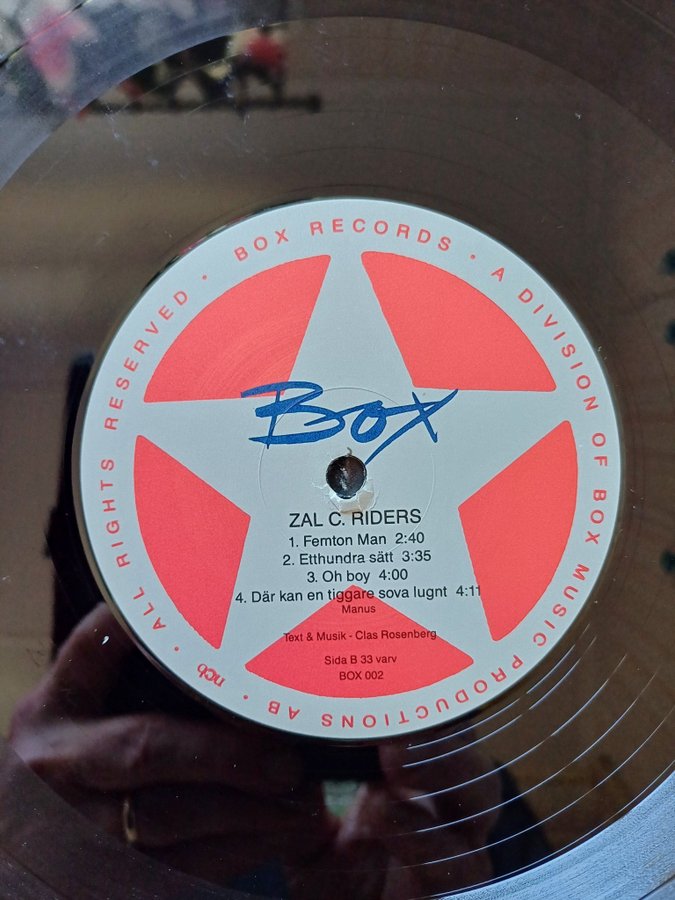 BOX RECORDS · A DIVISION OF BOX MUSIC PRODUCTIONS AB · ncb · ALL RIGHTS RESERVED ·
Box
ZAL C. RIDERS
1. Femton Man 2:40
2. Etthundra sätt 3:35
3. Oh boy 4:00
4. Där kan en tiggare sova lugnt 4:11
Manus
Text & Musik - Clas Rosenberg
Sida B 33 varv
BOX 002